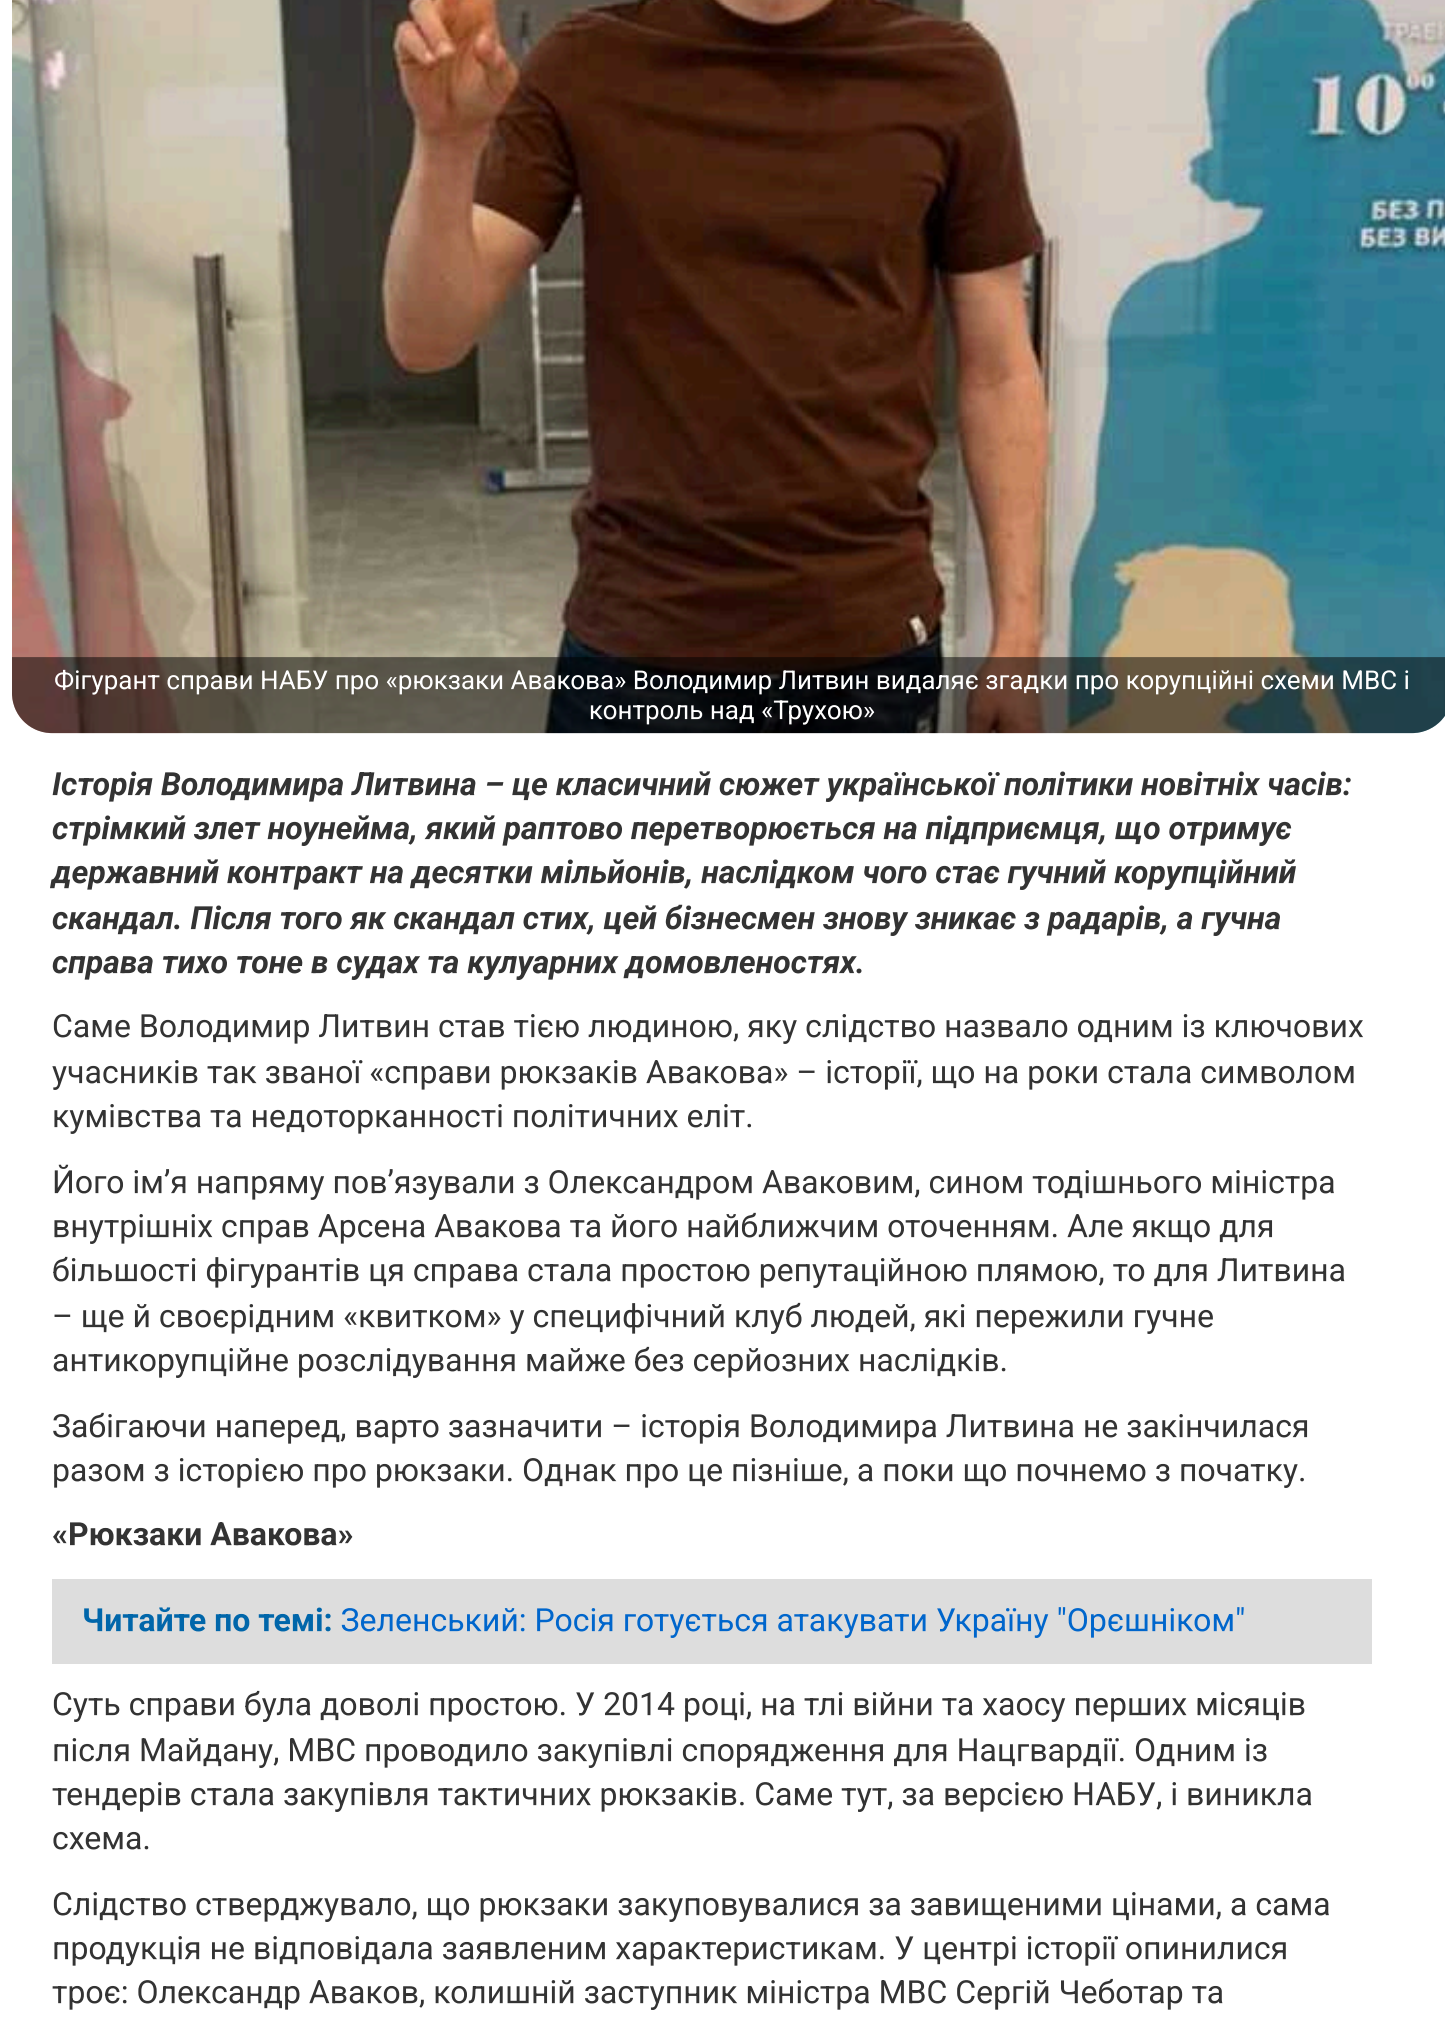 10⁰⁰
БЕЗ
БЕЗ
Фігурант справи НАБУ про «рюкзаки Авакова» Володимир Литвин видаляє згадки про корупційні схеми МВС і
контроль над «Трухою»
Історія Володимира Литвина – це класичний сюжет української політики новітніх часів:
стрімкий злет ноунейма, який раптово перетворюється на підприємця, що отримує
державний контракт на десятки мільйонів, наслідком чого стає гучний корупційний
скандал. Після того як скандал стих, цей бізнесмен знову зникає з радарів, а гучна
справа тихо тоне в судах та кулуарних домовленостях.
Саме Володимир Литвин став тією людиною, яку слідство назвало одним із ключових
учасників так званої «справи рюкзаків Авакова» – історії, що на роки стала символом
кумівства та недоторканності політичних еліт.
Його ім’я напряму пов’язували з Олександром Аваковим, сином тодішнього міністра
внутрішніх справ Арсена Авакова та його найближчим оточенням. Але якщо для
більшості фігурантів ця справа стала простою репутаційною плямою, то для Литвина
– ще й своєрідним «квитком» у специфічний клуб людей, які пережили гучне
антикорупційне розслідування майже без серйозних наслідків.
Забігаючи наперед, варто зазначити – історія Володимира Литвина не закінчилася
разом з історією про рюкзаки. Однак про це пізніше, а поки що почнемо з початку.
«Рюкзаки Авакова»
Читайте по темі: Зеленський: Росія готується атакувати Україну "Орєшніком"
Суть справи була доволі простою. У 2014 році, на тлі війни та хаосу перших місяців
після Майдану, МВС проводило закупівлі спорядження для Нацгвардії. Одним із
тендерів стала закупівля тактичних рюкзаків. Саме тут, за версією НАБУ, і виникла
схема.
Слідство стверджувало, що рюкзаки закуповувалися за завищеними цінами, а сама
продукція не відповідала заявленим характеристикам. У центрі історії опинилися
троє: Олександр Аваков, колишній заступник міністра МВС Сергій Чеботар та